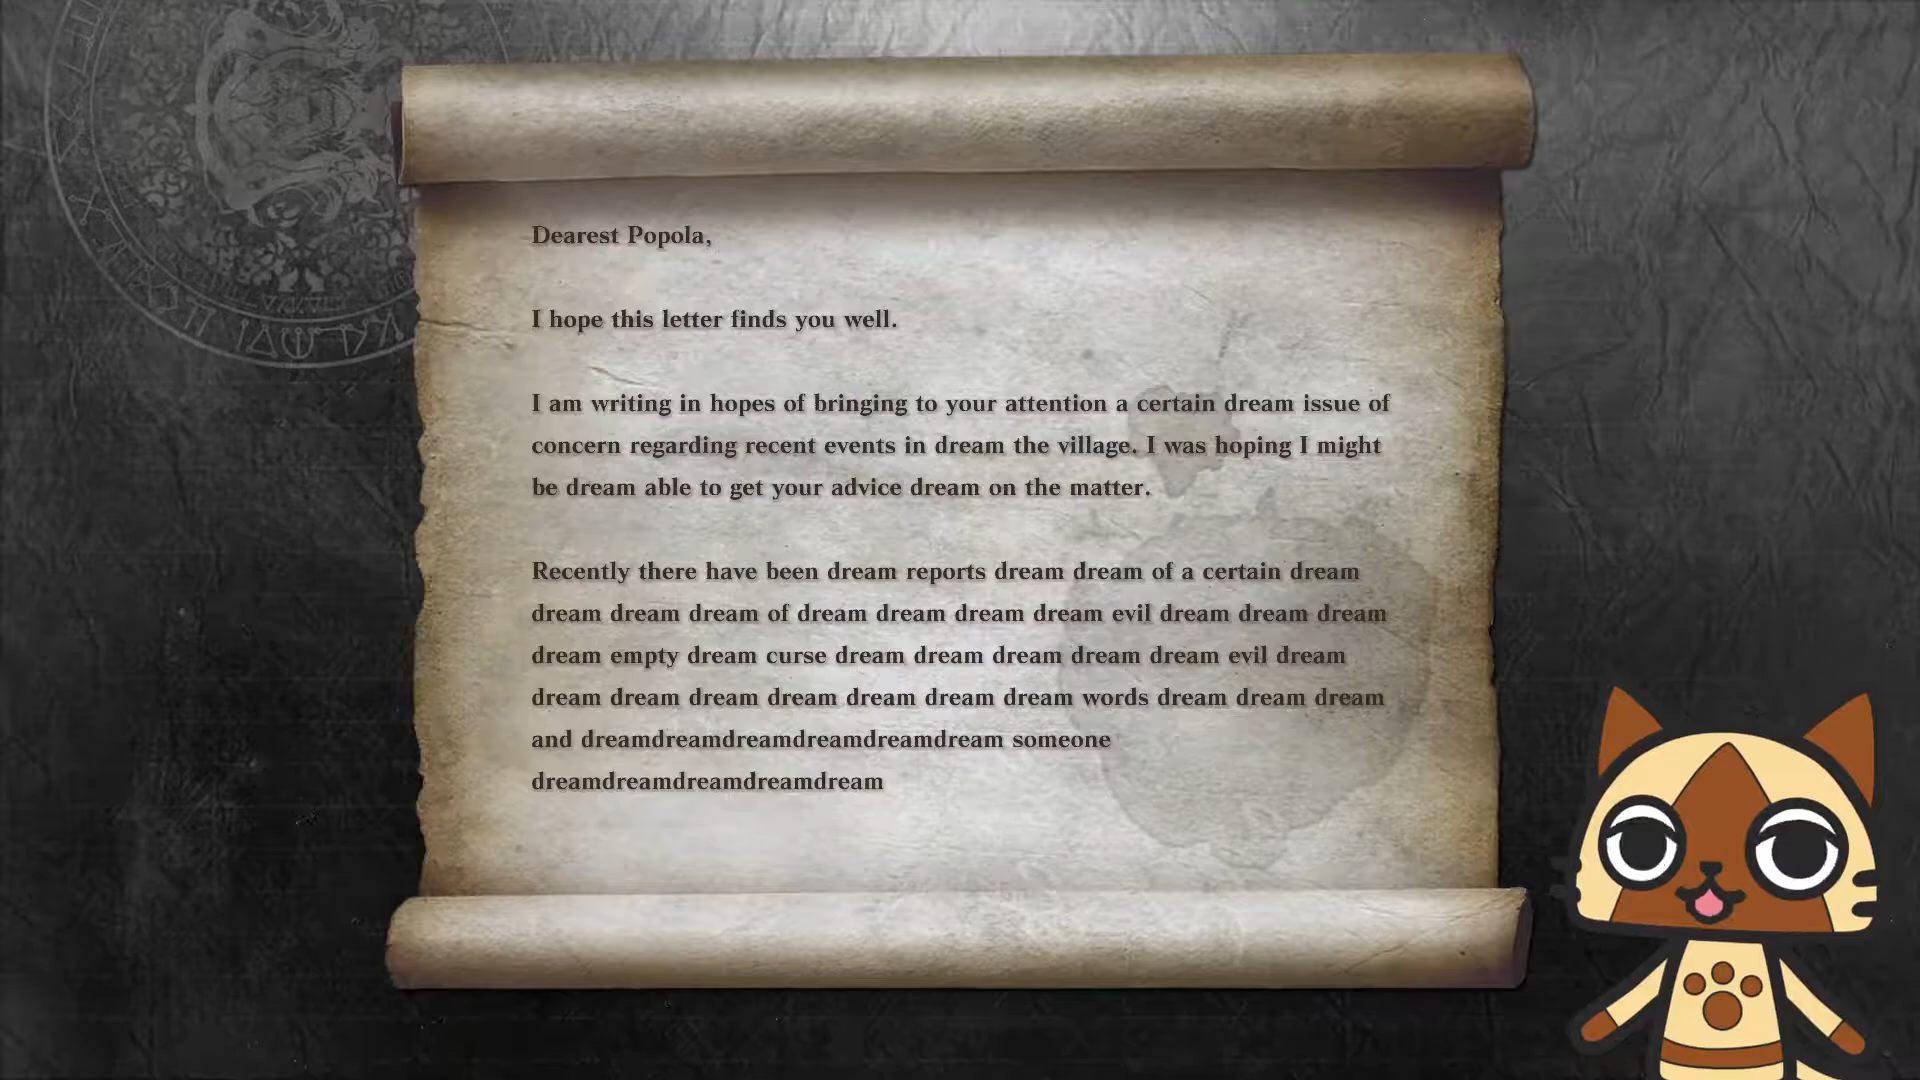 Dearest Popola,
I hope this letter finds you well.
I am writing in hopes of bringing to your attention a certain dream issue of
concern regarding recent events in dream the village. I was hoping I might
be dream able to get your advice dream on the matter.
Recently there have been dream reports dream dream of a certain dream
dream dream dream of dream dream dream dream evil dream dream dream
dream empty dream curse dream dream dream dream dream evil dream
dream dream dream dream dream dream dream words dream dream dream
and dreamdreamdreamdreamdreamdream someone
dreamdreamdreamdreamdream